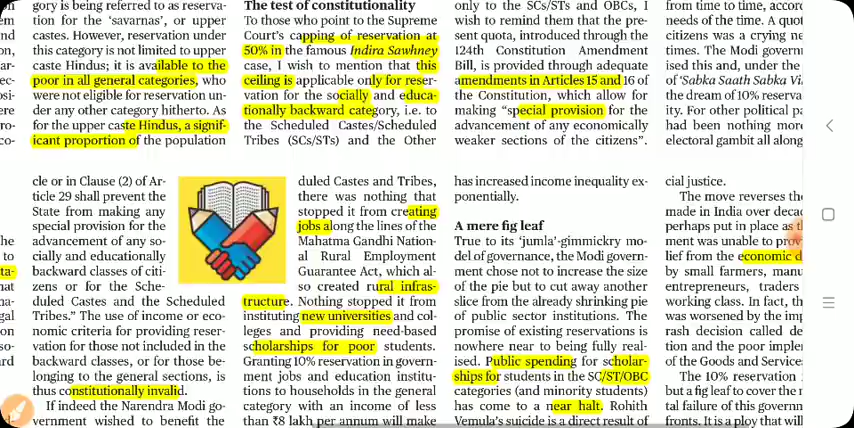 gory is being referred to as reserva-
tion for the 'savarnas', or upper
castes. However, reservation under
this category is not limited to upper
caste Hindus; it is available to the
poor in all general categories, who
were not eligible for reservation un-
der any other category hitherto. As
for the upper caste Hindus, a signif-
icant proportion of the population
The test of constitutionality
To those who point to the Supreme
Court's capping of reservation at
50% in the famous Indira Sawhney
case, I wish to mention that this
ceiling is applicable only for reser-
vation for the socially and educa-
tionally backward category, i.e. to
the Scheduled Castes/Scheduled
Tribes (SCs/STs) and the Other
only to the SCs/STs and OBCs, I
wish to remind them that the pre-
sent quota, introduced through the
124th Constitution Amendment
Bill, is provided through adequate
amendments in Articles 15 and 16 of
the Constitution, which allow for
making "special provision for the
advancement of any economically
weaker sections of the citizens".
from time to time, accor
needs of the time. A quot
citizens was a crying ne
times. The Modi govern
ised this and, under the
of 'Sabka Saath Sabka Vi
the dream of 10% reserva
ity. For other political pa
had been nothing more
electoral gambit all along
cle or in Clause (2) of Ar-
ticle 29 shall prevent the
State from making any
special provision for the
advancement of any so-
cially and educationally
backward classes of citi-
zens or for the Sche-
duled Castes and the Scheduled
Tribes." The use of income or eco-
nomic criteria for providing reser-
vation for those not included in the
backward classes, or for those be-
longing to the general sections, is
thus constitutionally invalid.
If indeed the Narendra Modi go-
vernment wished to benefit the
duled Castes and Tribes,
there was nothing that
stopped it from creating
jobs along the lines of the
Mahatma Gandhi Nation-
al Rural Employment
Guarantee Act, which al-
so created rural infras-
tructure. Nothing stopped it from
instituting new universities and col-
leges and providing need-based
scholarships for poor students.
Granting 10% reservation in govern-
ment jobs and education institu-
tions to households in the general
category with an income of less
than ₹8 lakh per annum will make
has increased income inequality ex-
ponentially.
A mere fig leaf
True to its 'jumla'-gimmickry mo-
del of governance, the Modi govern-
ment chose not to increase the size
of the pie but to cut away another
slice from the already shrinking pie
of public sector institutions. The
promise of existing reservations is
nowhere near to being fully real-
ised. Public spending for scholar-
ships for students in the SC/ST/OBC
categories (and minority students)
has come to a near halt. Rohith
Vemula's suicide is a direct result of
cial justice.
The move reverses th
made in India over deca
perhaps put in place as t
ment was unable to prov
lief from the economic d
by small farmers, manu
entrepreneurs, traders
working class. In fact, th
was worsened by the imp
rash decision called de
tion and the poor imple
of the Goods and Service
The 10% reservation
but a fig leaf to cover the
tal failure of this governm
fronts. It is a ploy that will